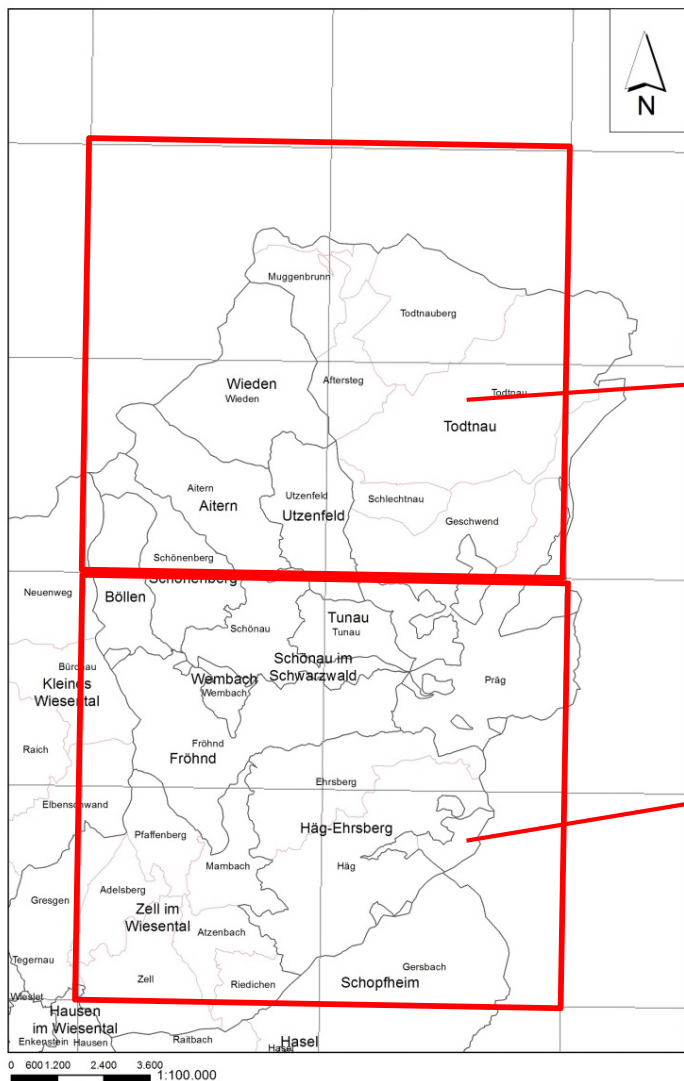 N
Muggenbrunn
Todtnauberg
Wieden
Wieden
Aftersteg
Todtnau
Todtnau
Aitern
Aitern
Utzenfeld
Utzenfeld
Schlechtnau
Geschwend
Schönenberg
Schönenberg
Neuenweg
Böllen
Schönau
Tunau
Tunau
Bürchau
Kleines
Wiesental
Wembach
Wembach
Schönau im
Schwarzwald
Präg
Raich
Fröhnd
Fröhnd
Ehrsberg
Elbenschwand
Häg-Ehrsberg
Pfaffenberg
Mambach
Häg
Gresgen
Adelsberg
Zell im
Wiesental
Atzenbach
Tegernau
Zell
Riedichen
Gersbach
Schopfheim
Wieslet
Hausen
im Wiesental
Enkenstein
Hausen
Raitbach
Hasel
Hasel
0 600 1.200 2.400 3.600
1:100.000